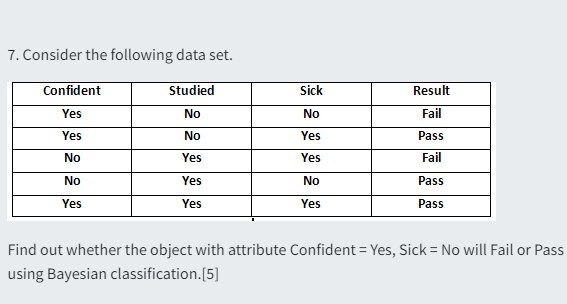 7. Consider the following data set.
Confident Studied Sick Result
Yes No No Fail
Yes No Yes Pass
No Yes Yes Fail
No Yes No Pass
Yes Yes Yes Pass
Find out whether the object with attribute Confident = Yes, Sick = No will Fail or Pass
using Bayesian classification.[5]